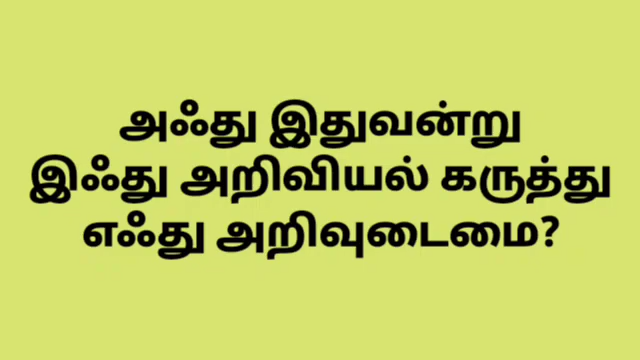 அஃது இதுவன்று
இஃது அறிவியல் கருத்து
எஃது அறிவுடைமை?